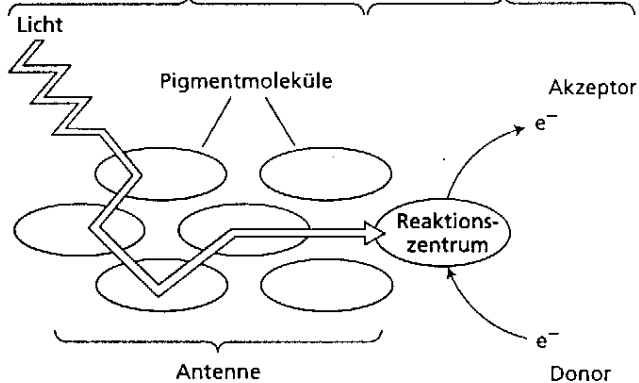 Licht
Pigmentmoleküle
Akzeptor
e⁻
Reaktions-
zentrum
e⁻
Antenne
Donor